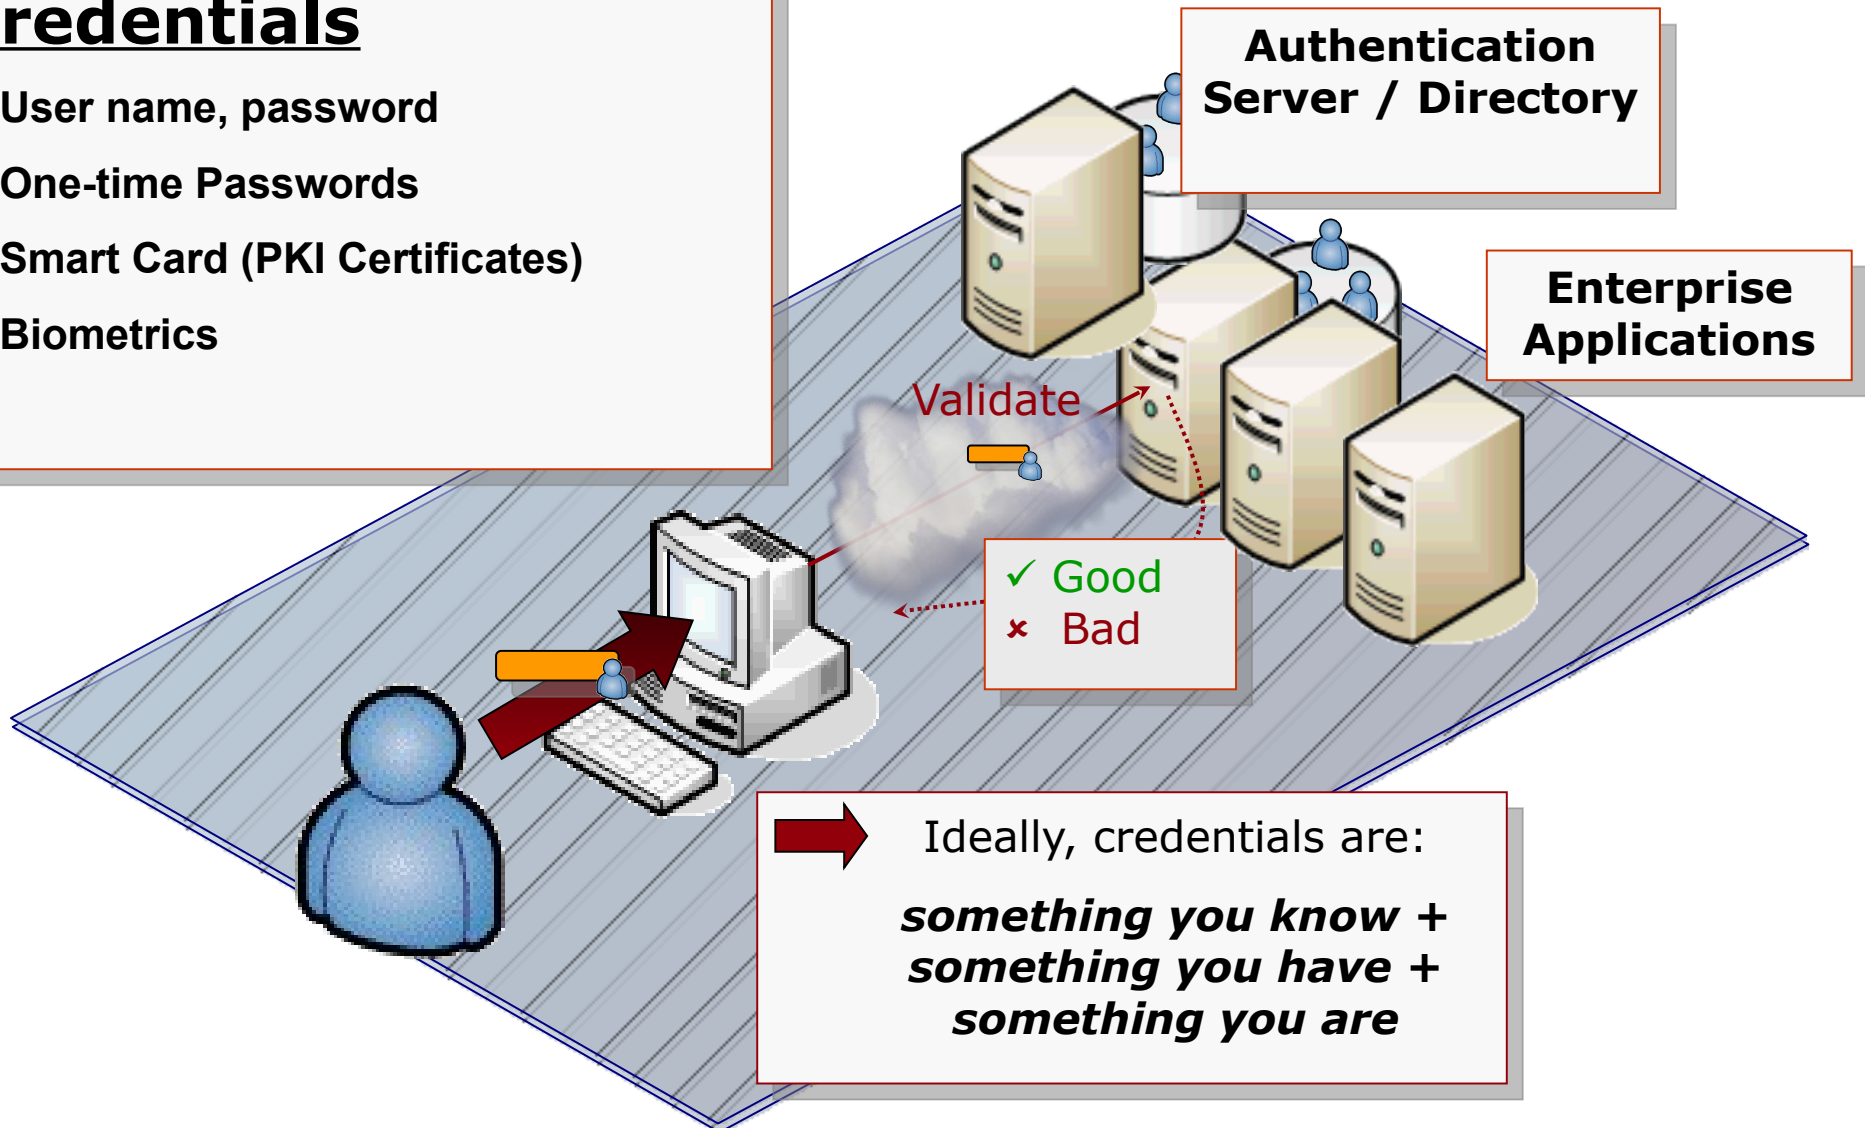 redentials
User name, password
One-time Passwords
Smart Card (PKI Certificates)
Biometrics
Authentication
Server / Directory
Enterprise
Applications
Validate
✓ Good
✘ Bad
Ideally, credentials are:
something you know +
something you have +
something you are